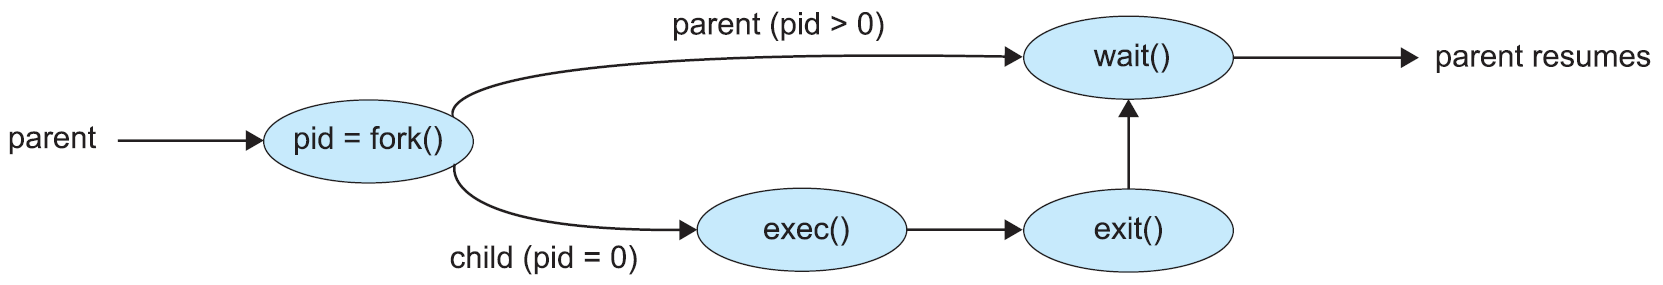 parent
pid = fork()
parent (pid > 0)
child (pid = 0)
exec()
exit()
wait()
parent resumes